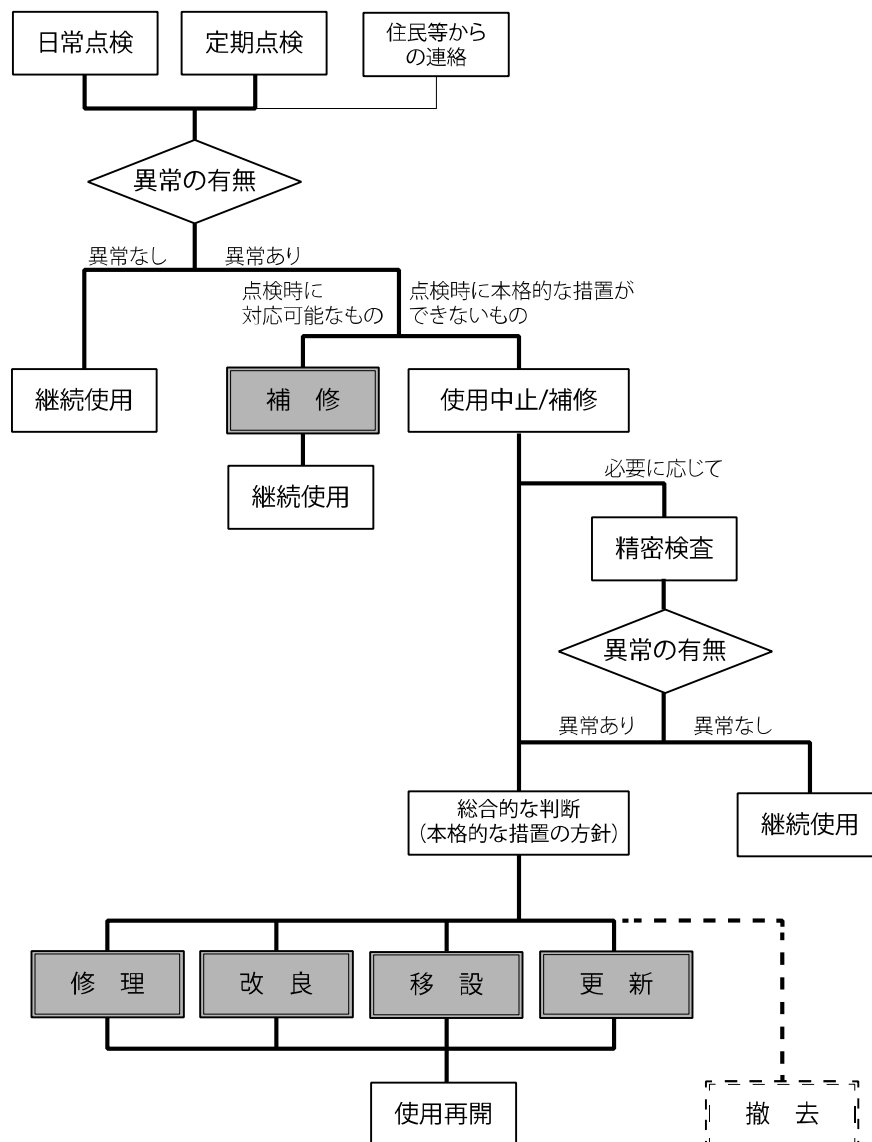 日常点検
定期点検
住民等から
の連絡
異常の有無
異常なし
異常あり
点検時に
対応可能なもの
点検時に本格的な措置が
できないもの
継続使用
補　修
使用中止/補修
継続使用
必要に応じて
精密検査
異常の有無
異常あり
異常なし
総合的な判断
（本格的な措置の方針）
継続使用
修　理
改　良
移　設
更　新
使用再開
撤　去